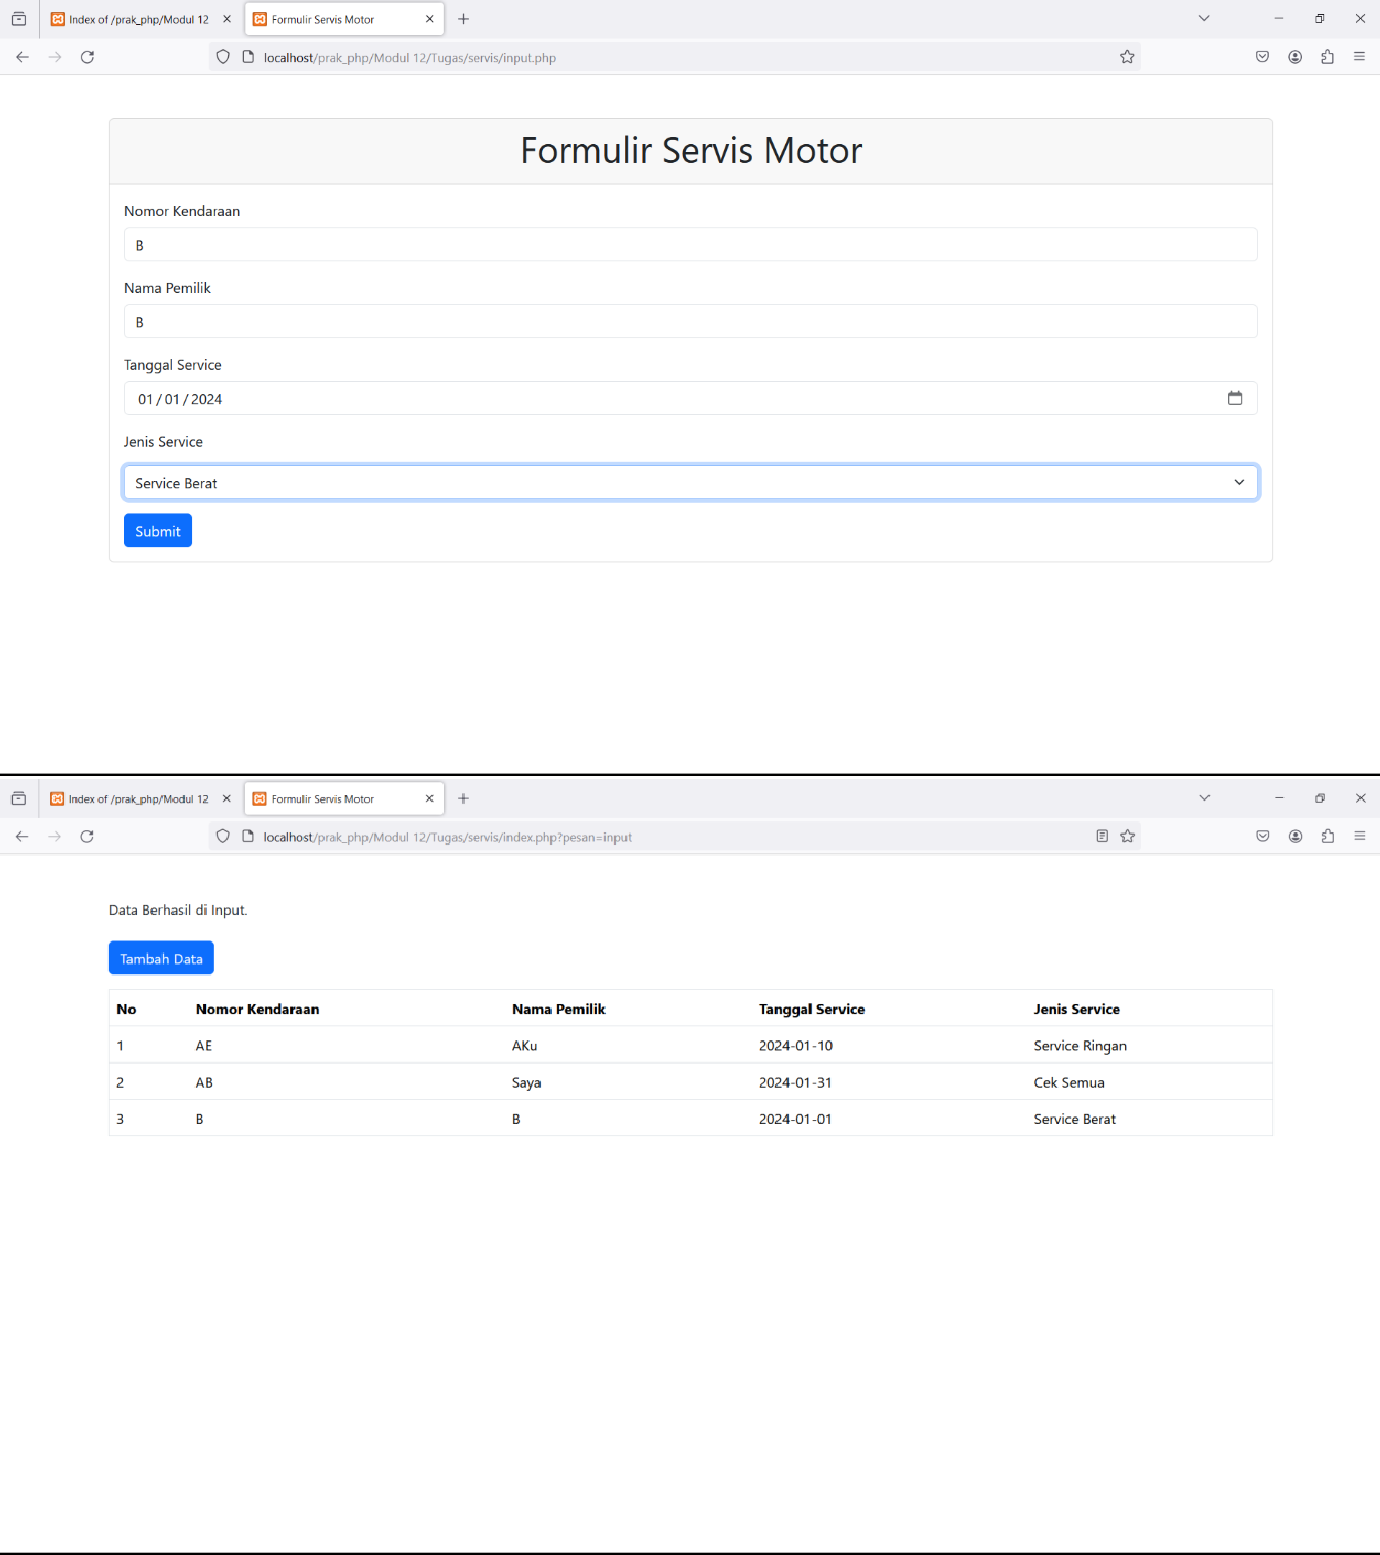 Index of /prak_php/Modul 12
Formulir Servis Motor
localhost/prak_php/Modul 12/Tugas/servis/input.php
Formulir Servis Motor
Nomor Kendaraan
B
Nama Pemilik
B
Tanggal Service
01 / 01 / 2024
Jenis Service
Service Berat
Submit
Index of /prak_php/Modul 12
Formulir Servis Motor
localhost/prak_php/Modul 12/Tugas/servis/index.php?pesan=input
Data Berhasil di Input.
Tambah Data
No Nomor Kendaraan Nama Pemilik Tanggal Service Jenis Service
1 AE AKu 2024-01-10 Service Ringan
2 AB Saya 2024-01-31 Cek Semua
3 B B 2024-01-01 Service Berat